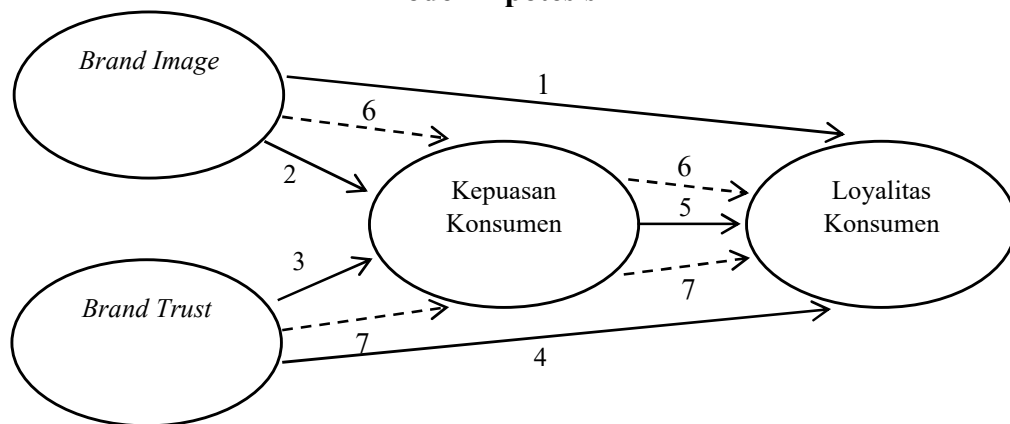 Brand Image
1
6
2
Kepuasan
Konsumen
6
5
7
Loyalitas
Konsumen
3
Brand Trust
7
4